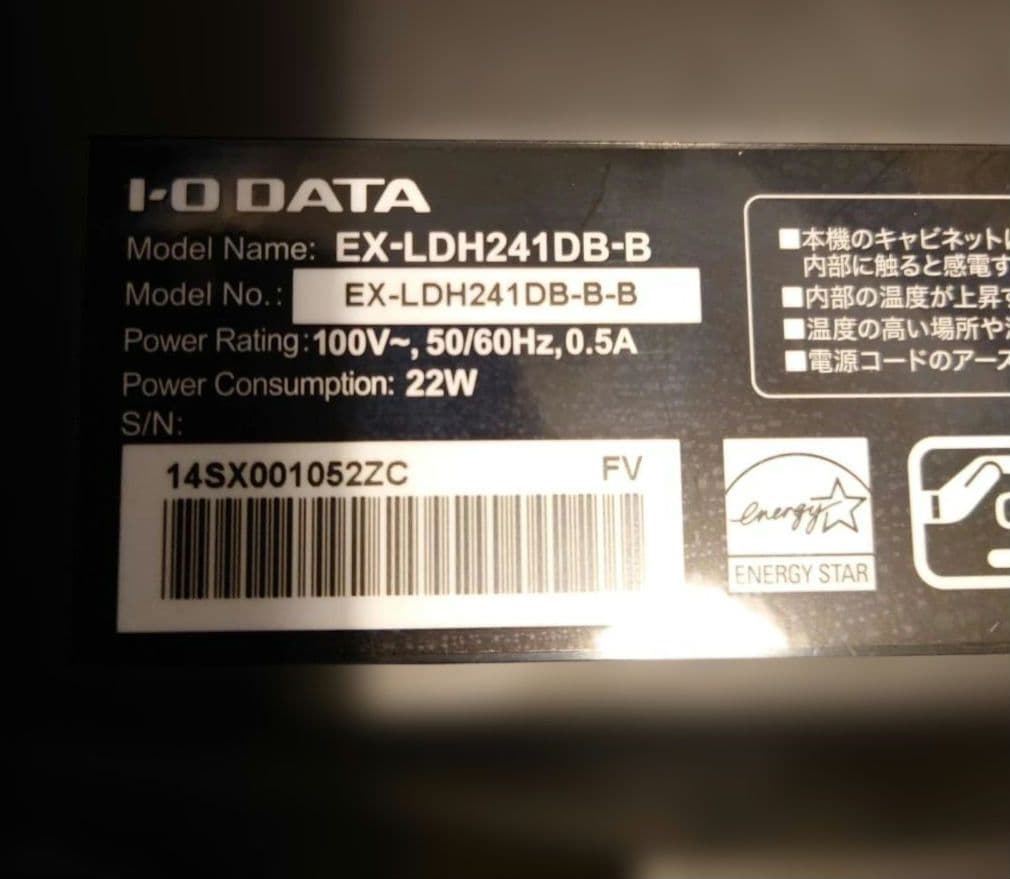 I-O DATA
Model Name: EX-LDH241DB-B
Model No.: EX-LDH241DB-B-B
Power Rating:100V~, 50/60Hz, 0.5A
Power Consumption: 22W
S/N:
14SX001052ZC FV
energy
ENERGY STAR
■本機のキャビネット
内部に触ると感電す
■内部の温度が上昇す
■温度の高い場所や
■電源コードのアース